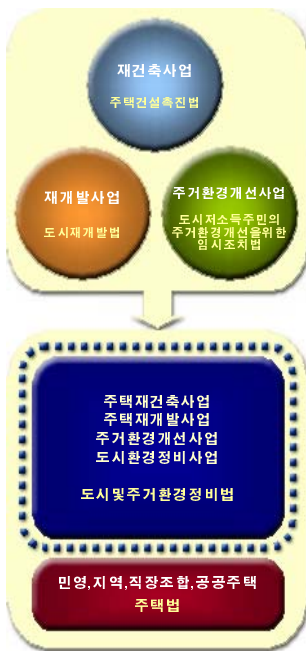 재건축사업
주택건설촉진법
재개발사업
도시재개발법
주거환경개선사업
도시저소득주민의
주거환경개선을위한
임시조치법
주택재건축사업
주택재개발사업
주거환경개선사업
도시환경정비사업
도시및주거환경정비법
민영,지역,직장조합,공공주택
주택법